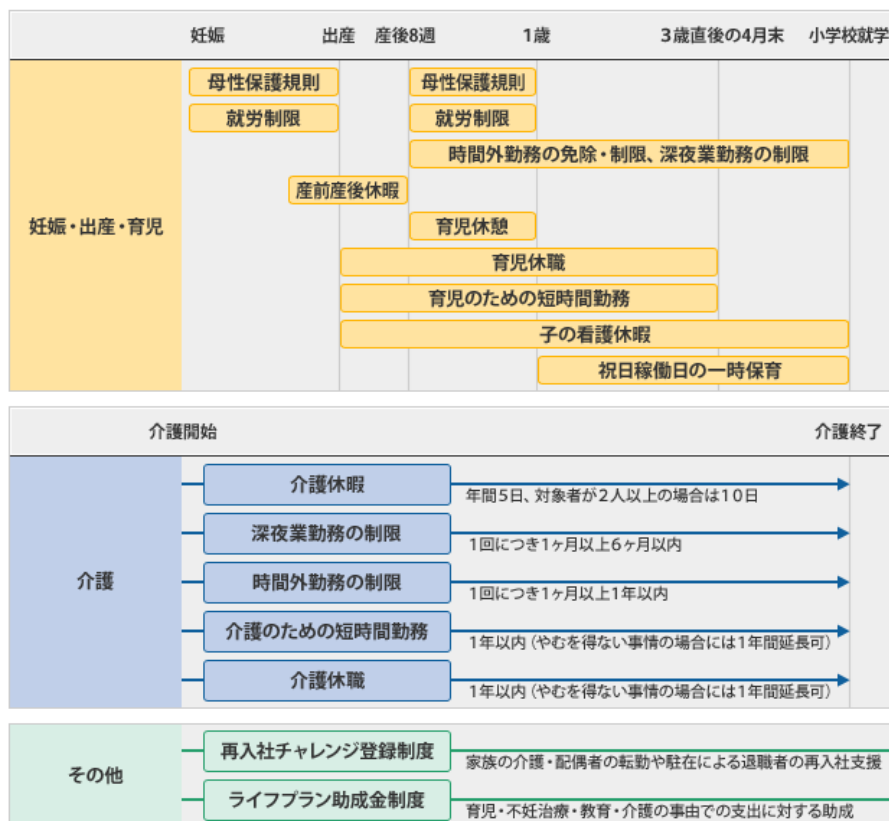 妊娠 出産 産後8週 1歳 3歳直後の4月末 小学校就学
妊娠・出産・育児
母性保護規則 母性保護規則
就労制限 就労制限
時間外勤務の免除・制限、深夜業勤務の制限
産前産後休暇
育児休憩
育児休職
育児のための短時間勤務
子の看護休暇
祝日稼働日の一時保育
介護開始 介護終了
介護
介護休暇 年間5日、対象者が2人以上の場合は10日
深夜業勤務の制限 1回につき1ヶ月以上6ヶ月以内
時間外勤務の制限 1回につき1ヶ月以上1年以内
介護のための短時間勤務 1年以内（やむを得ない事情の場合には1年間延長可）
介護休職 1年以内（やむを得ない事情の場合には1年間延長可）
その他
再入社チャレンジ登録制度 家族の介護・配偶者の転勤や駐在による退職者の再入社支援
ライフプラン助成金制度 育児・不妊治療・教育・介護の事由での支出に対する助成